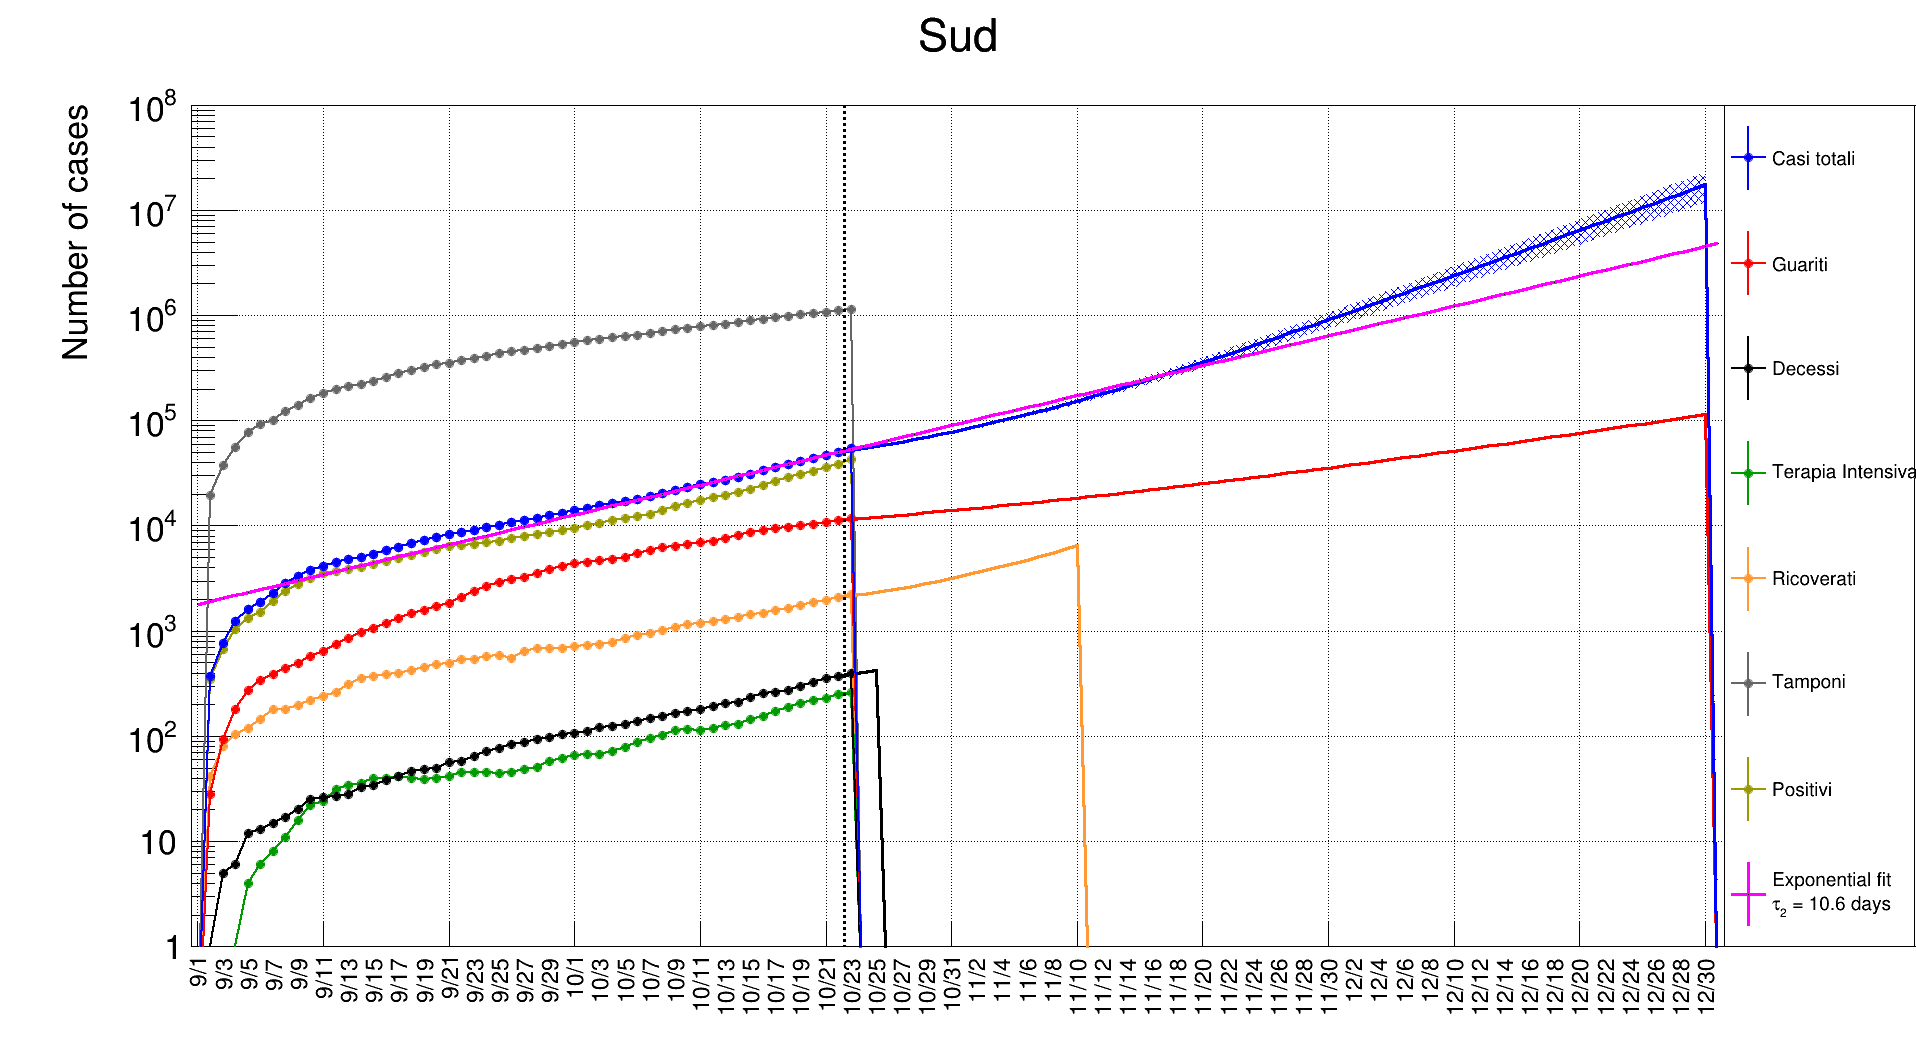 Sud
Number of cases
10^8
10^7
10^6
10^5
10^4
10^3
10^2
10
1
9/1 9/3 9/5 9/7 9/9 9/11 9/13 9/15 9/17 9/19 9/21 9/23 9/25 9/27 9/29 10/1 10/3 10/5 10/7 10/9 10/11 10/13 10/15 10/17 10/19 10/21 10/23 10/25 10/27 10/29 10/31 11/2 11/4 11/6 11/8 11/10 11/12 11/14 11/16 11/18 11/20 11/22 11/24 11/26 11/28 11/30 12/2 12/4 12/6 12/8 12/10 12/12 12/14 12/16 12/18 12/20 12/22 12/24 12/26 12/28 12/30
Casi totali
Guariti
Decessi
Terapia Intensiva
Ricoverati
Tamponi
Positivi
Exponential fit
τ₂ = 10.6 days